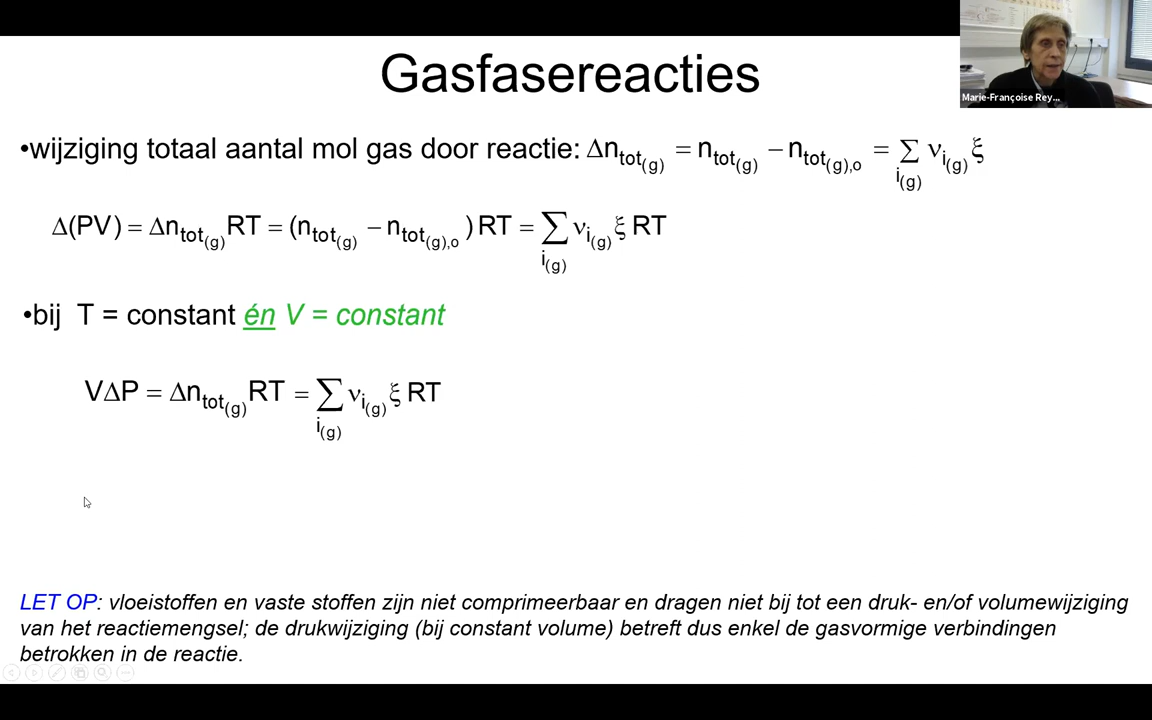 Gasfasereacties
Marie-Françoise Rey...
•wijziging totaal aantal mol gas door reactie: Δn_tot(g) = n_tot(g) − n_tot(g),o = Σ_i(g) ν_i(g) ξ
Δ(PV) = Δn_tot(g) RT = (n_tot(g) − n_tot(g),o) RT = Σ_i(g) ν_i(g) ξ RT
•bij T = constant én V = constant
VΔP = Δn_tot(g) RT = Σ_i(g) ν_i(g) ξ RT
LET OP: vloeistoffen en vaste stoffen zijn niet comprimeerbaar en dragen niet bij tot een druk- en/of volumewijziging
van het reactiemengsel; de drukwijziging (bij constant volume) betreft dus enkel de gasvormige verbindingen
betrokken in de reactie.